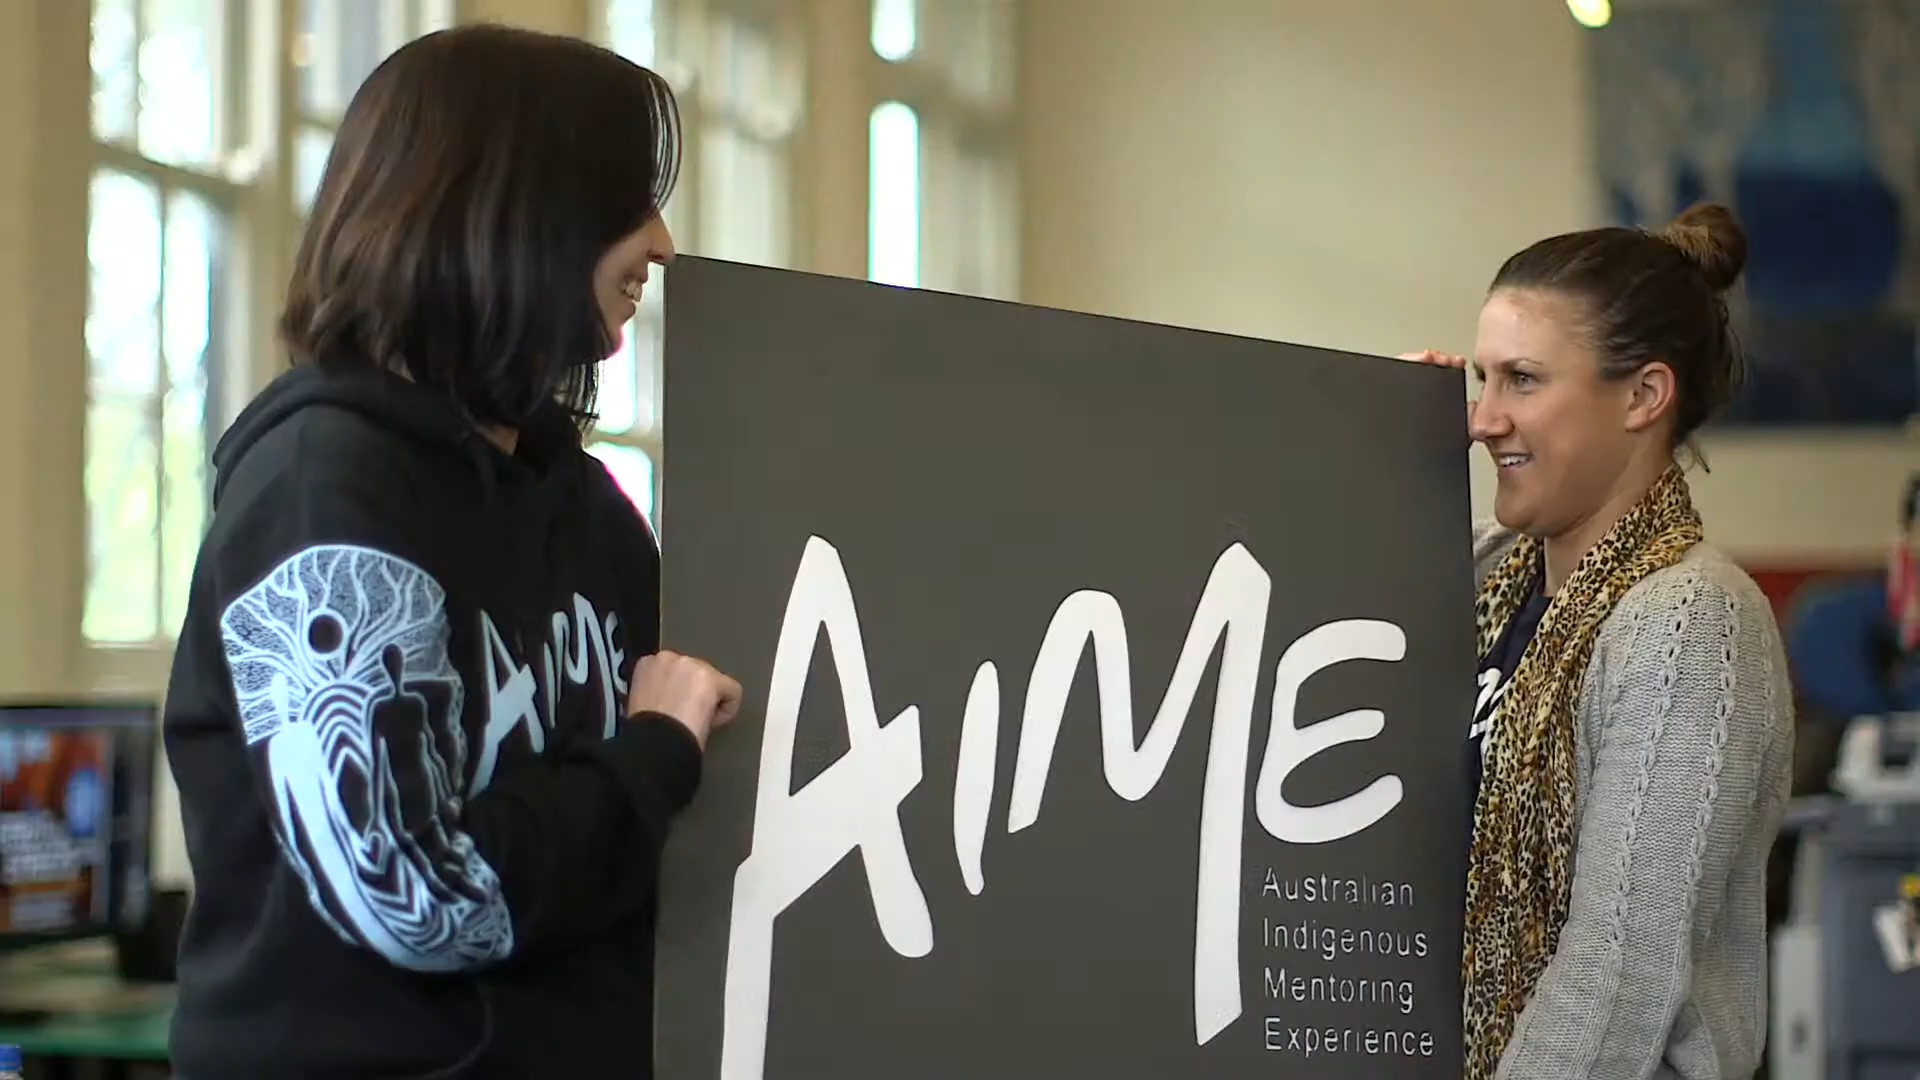 AIME
AIME
Australian
Indigenous
Mentoring
Experience